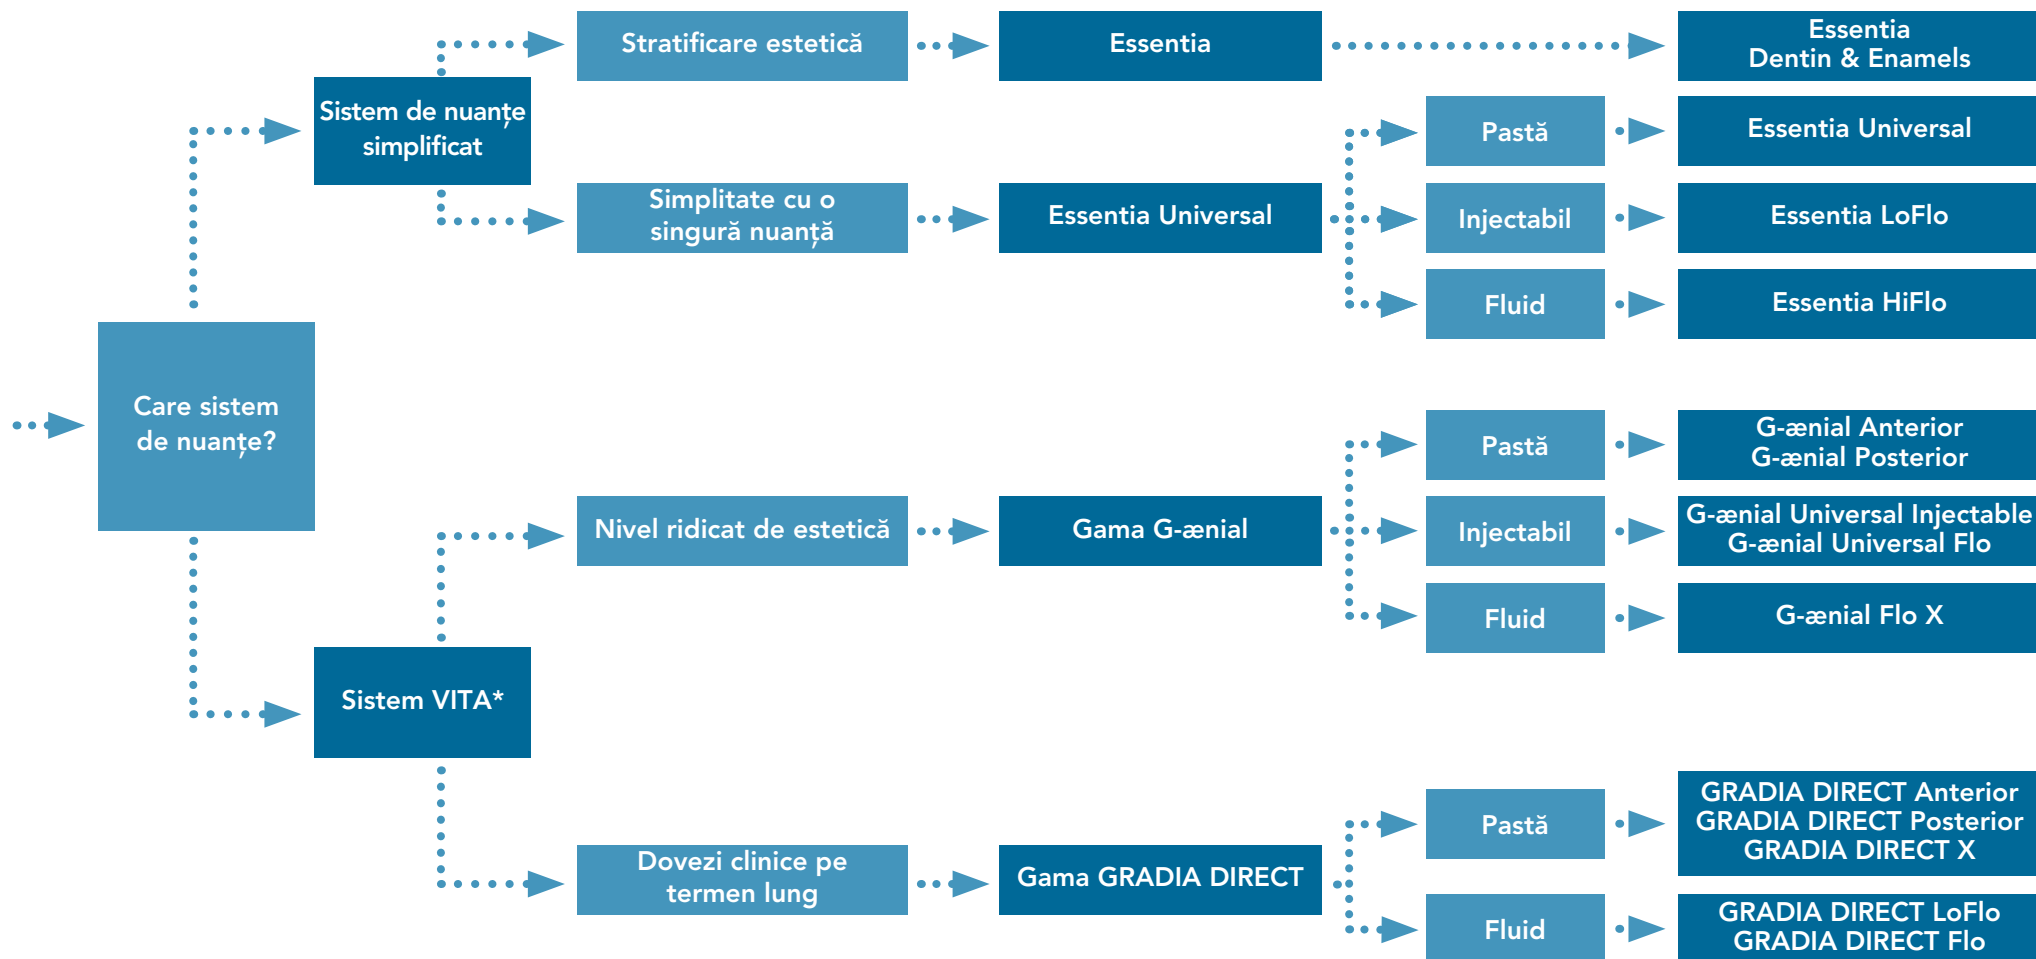 Stratificare estetică
Essentia
Essentia
Dentin & Enamels
Sistem de nuanțe
simplificat
Pastă
Essentia Universal
Simplitate cu o
singură nuanță
Essentia Universal
Injectabil
Essentia LoFlo
Fluid
Essentia HiFlo
Care sistem
de nuanțe?
Pastă
G-ænial Anterior
G-ænial Posterior
Nivel ridicat de estetică
Gama G-ænial
Injectabil
G-ænial Universal Injectable
G-ænial Universal Flo
Fluid
G-ænial Flo X
Sistem VITA*
Pastă
GRADIA DIRECT Anterior
GRADIA DIRECT Posterior
GRADIA DIRECT X
Dovezi clinice pe
termen lung
Gama GRADIA DIRECT
Fluid
GRADIA DIRECT LoFlo
GRADIA DIRECT Flo